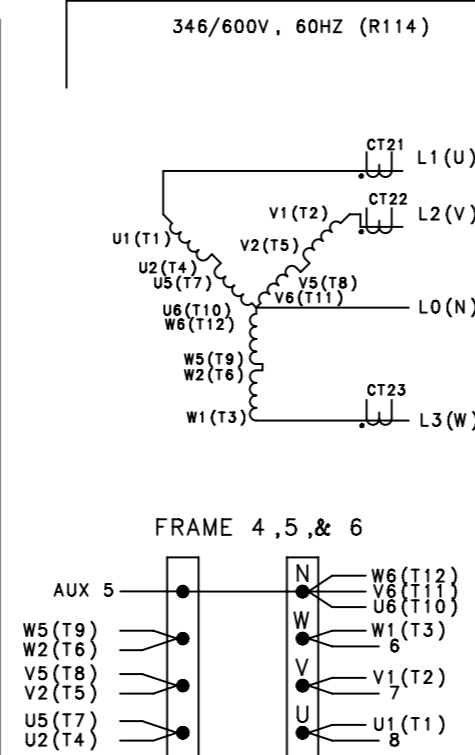 346/600V, 60HZ (R114)
CT21
L1(U)
CT22
L2(V)
V1(T2)
U1(T1)
V2(T5)
U2(T4)
U5(T7)
V5(T8)
V6(T11)
U6(T10)
W6(T12)
L0(N)
W5(T9)
W2(T6)
CT23
W1(T3)
L3(W)
FRAME 4,5,& 6
AUX 5
N
W6(T12)
V6(T11)
U6(T10)
W5(T9)
W2(T6)
W
W1(T3)
6
V5(T8)
V2(T5)
V
V1(T2)
7
U5(T7)
U2(T4)
U
U1(T1)
8